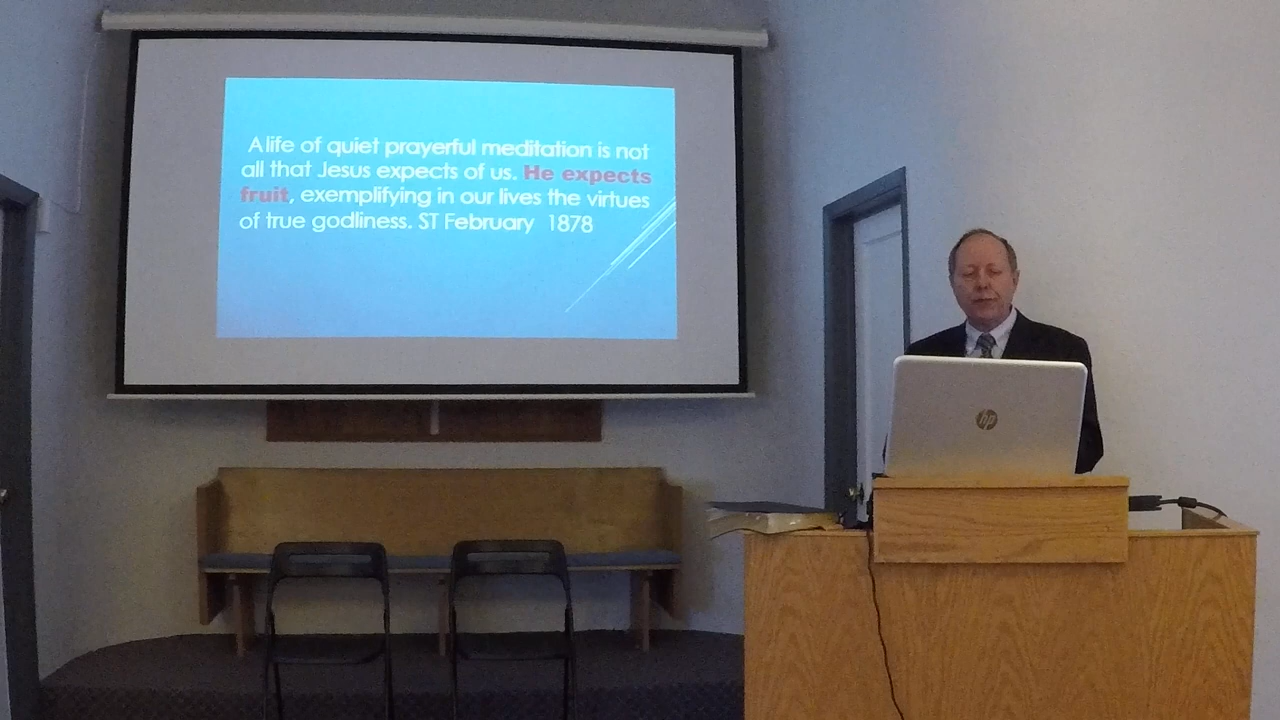 A life of quiet prayerful meditation is not
all that Jesus expects of us. He expects
fruit, exemplifying in our lives the virtues
of true godliness. ST February 1878
hp